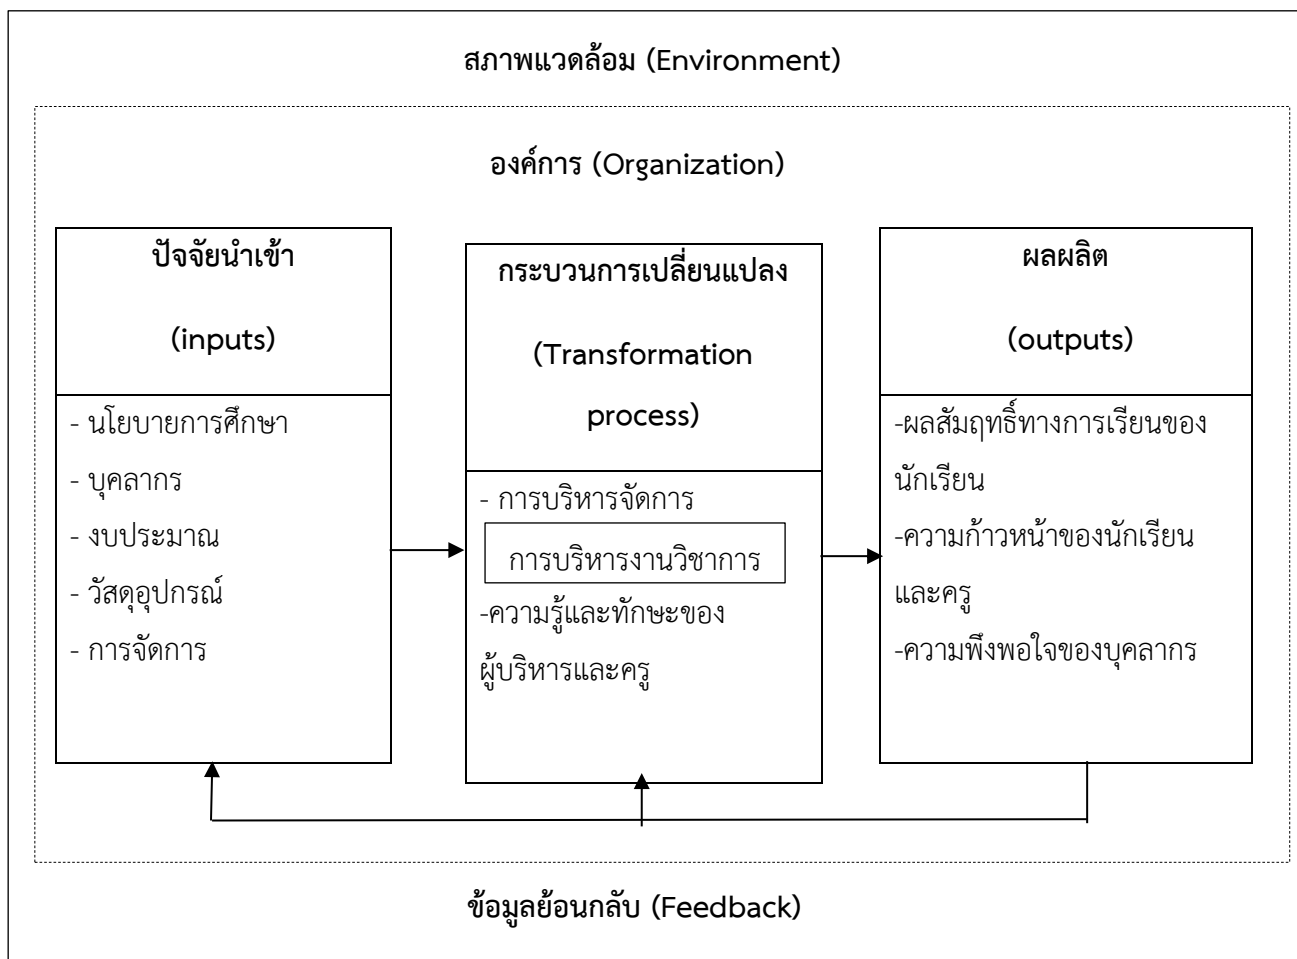 สภาพแวดล้อม (Environment)
องค์การ (Organization)
ปัจจัยนำเข้า
(inputs)
- นโยบายการศึกษา
- บุคลากร
- งบประมาณ
- วัสดุอุปกรณ์
- การจัดการ
กระบวนการเปลี่ยนแปลง
(Transformation
process)
- การบริหารจัดการ
การบริหารงานวิชาการ
-ความรู้และทักษะของ
ผู้บริหารและครู
ผลผลิต
(outputs)
-ผลสัมฤทธิ์ทางการเรียนของ
นักเรียน
-ความก้าวหน้าของนักเรียน
และครู
-ความพึงพอใจของบุคลากร
ข้อมูลย้อนกลับ (Feedback)